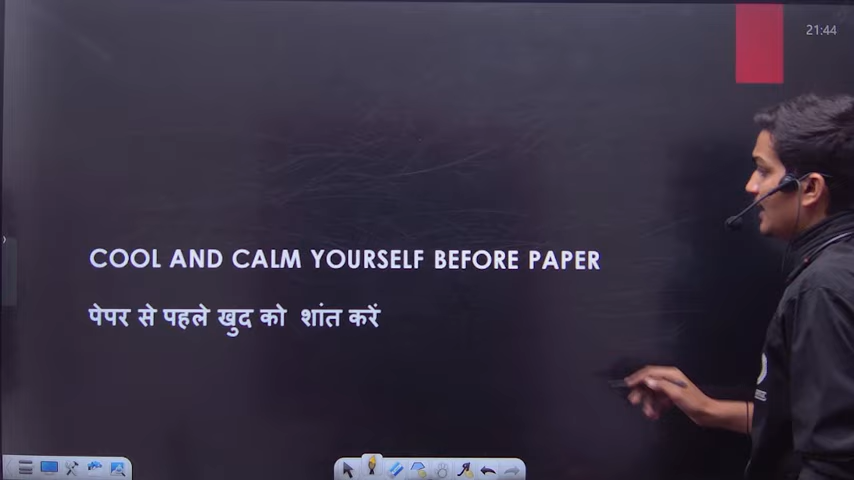 21:44
COOL AND CALM YOURSELF BEFORE PAPER
पेपर से पहले खुद को शांत करें